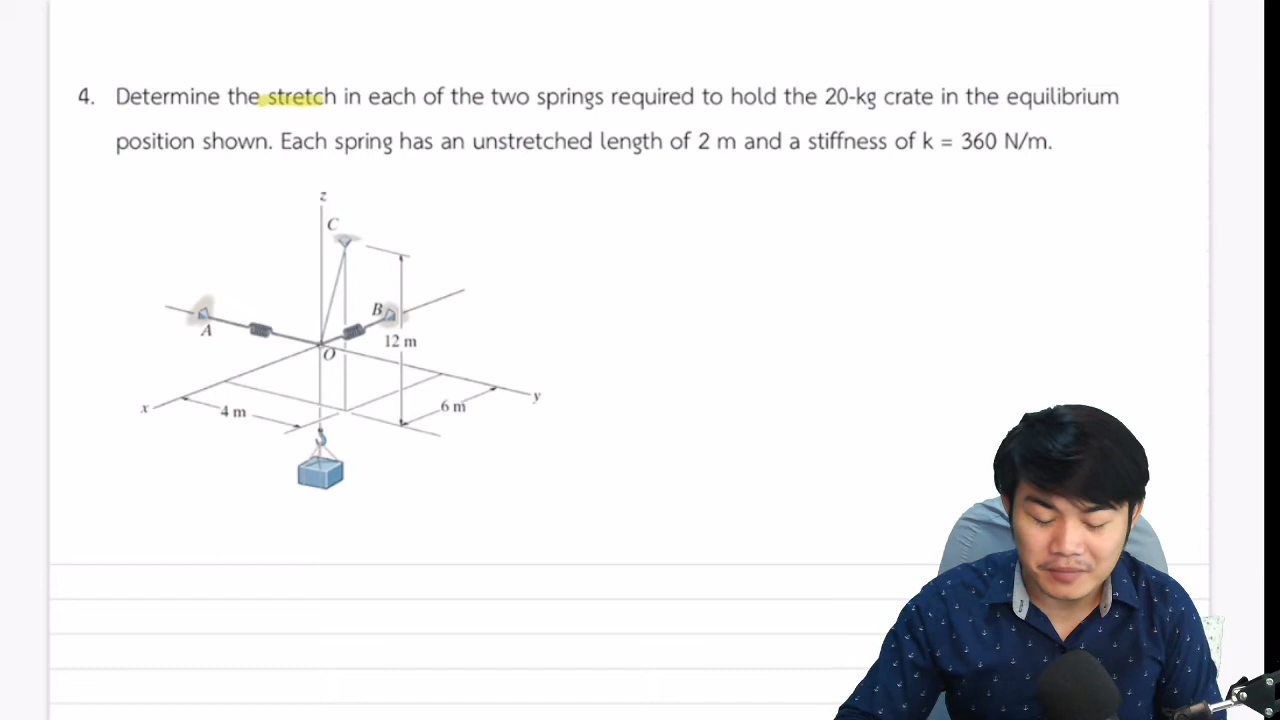 4. Determine the stretch in each of the two springs required to hold the 20-kg crate in the equilibrium
position shown. Each spring has an unstretched length of 2 m and a stiffness of k = 360 N/m.
z
C
B
A
12 m
O
x
4 m
6 m
y